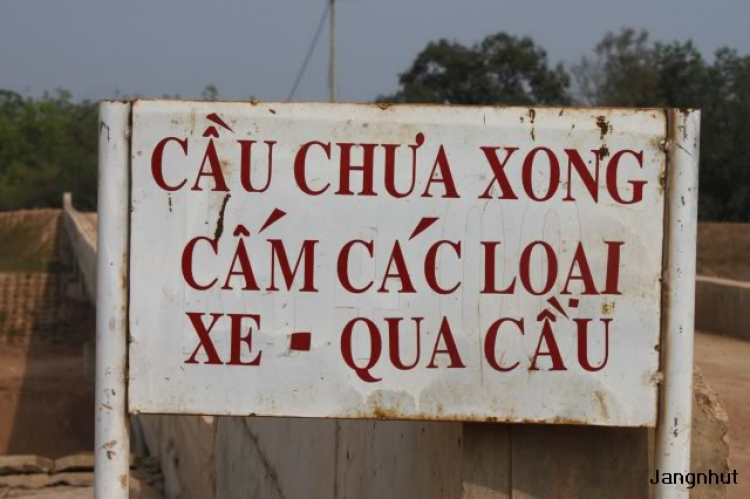 CẦU CHƯA XONG
CẤM CÁC LOẠI
XE - QUA CẦU
Jangnhut